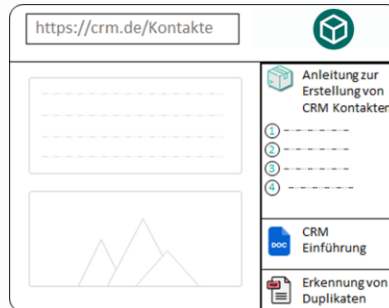 https://crm.de/Kontakte
Anleitung zur
Erstellung von
CRM Kontakten
1
2
3
4
DOC
CRM
Einführung
PDF
Erkennung von
Duplikaten